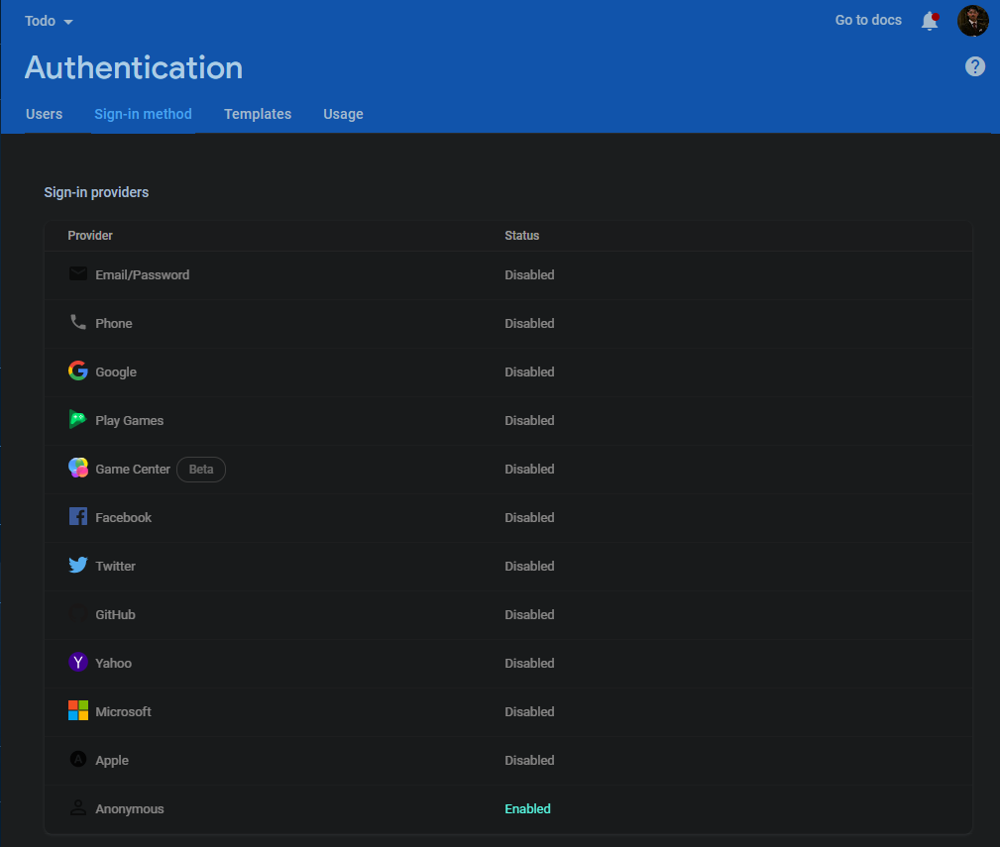 Todo
Go to docs
Authentication
?
Users Sign-in method Templates Usage
Sign-in providers
Provider Status
Email/Password Disabled
Phone Disabled
Google Disabled
Play Games Disabled
Game Center Beta Disabled
Facebook Disabled
Twitter Disabled
GitHub Disabled
Yahoo Disabled
Microsoft Disabled
Apple Disabled
Anonymous Enabled